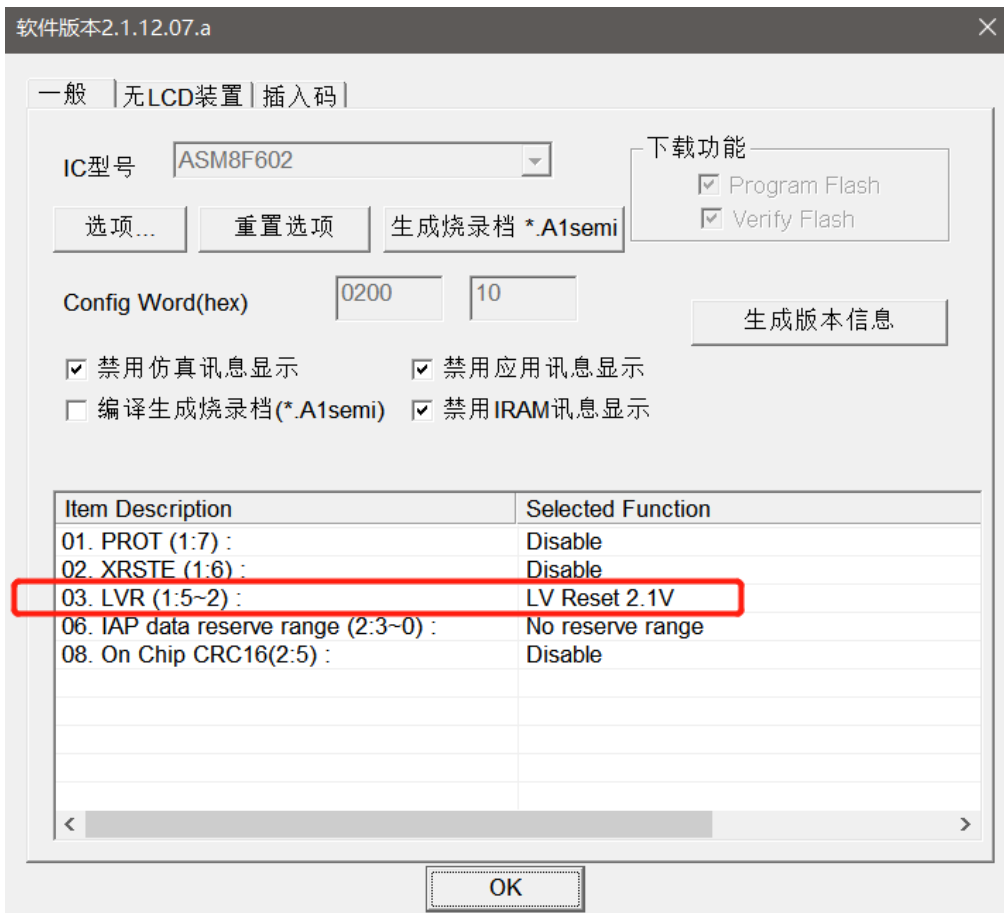 软件版本2.1.12.07.a
一般 无LCD装置 插入码
IC型号 ASM8F602
下载功能
Program Flash
Verify Flash
选项... 重置选项 生成烧录档 *.A1semi
Config Word(hex) 0200 10
生成版本信息
禁用仿真讯息显示 禁用应用讯息显示
编译生成烧录档(*.A1semi) 禁用IRAM讯息显示
Item Description Selected Function
01. PROT (1:7) : Disable
02. XRSTE (1:6) : Disable
03. LVR (1:5~2) : LV Reset 2.1V
06. IAP data reserve range (2:3~0) : No reserve range
08. On Chip CRC16(2:5) : Disable
OK